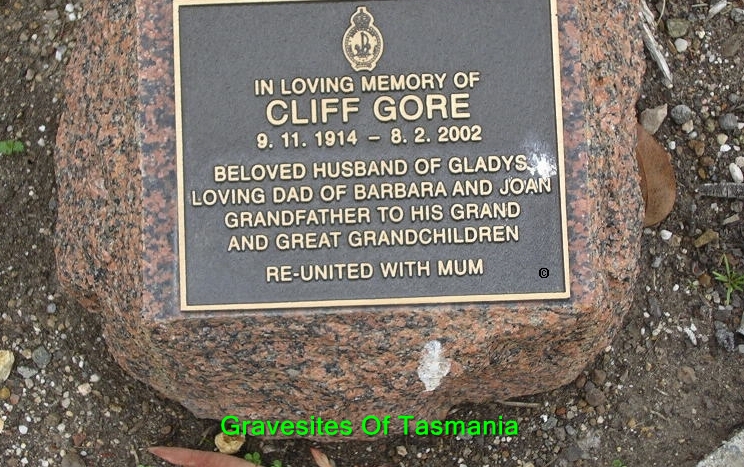 IN LOVING MEMORY OF
CLIFF GORE
9. 11. 1914 – 8. 2. 2002
BELOVED HUSBAND OF GLADYS
LOVING DAD OF BARBARA AND JOAN
GRANDFATHER TO HIS GRAND
AND GREAT GRANDCHILDREN
RE-UNITED WITH MUM
©
Gravesites Of Tasmania